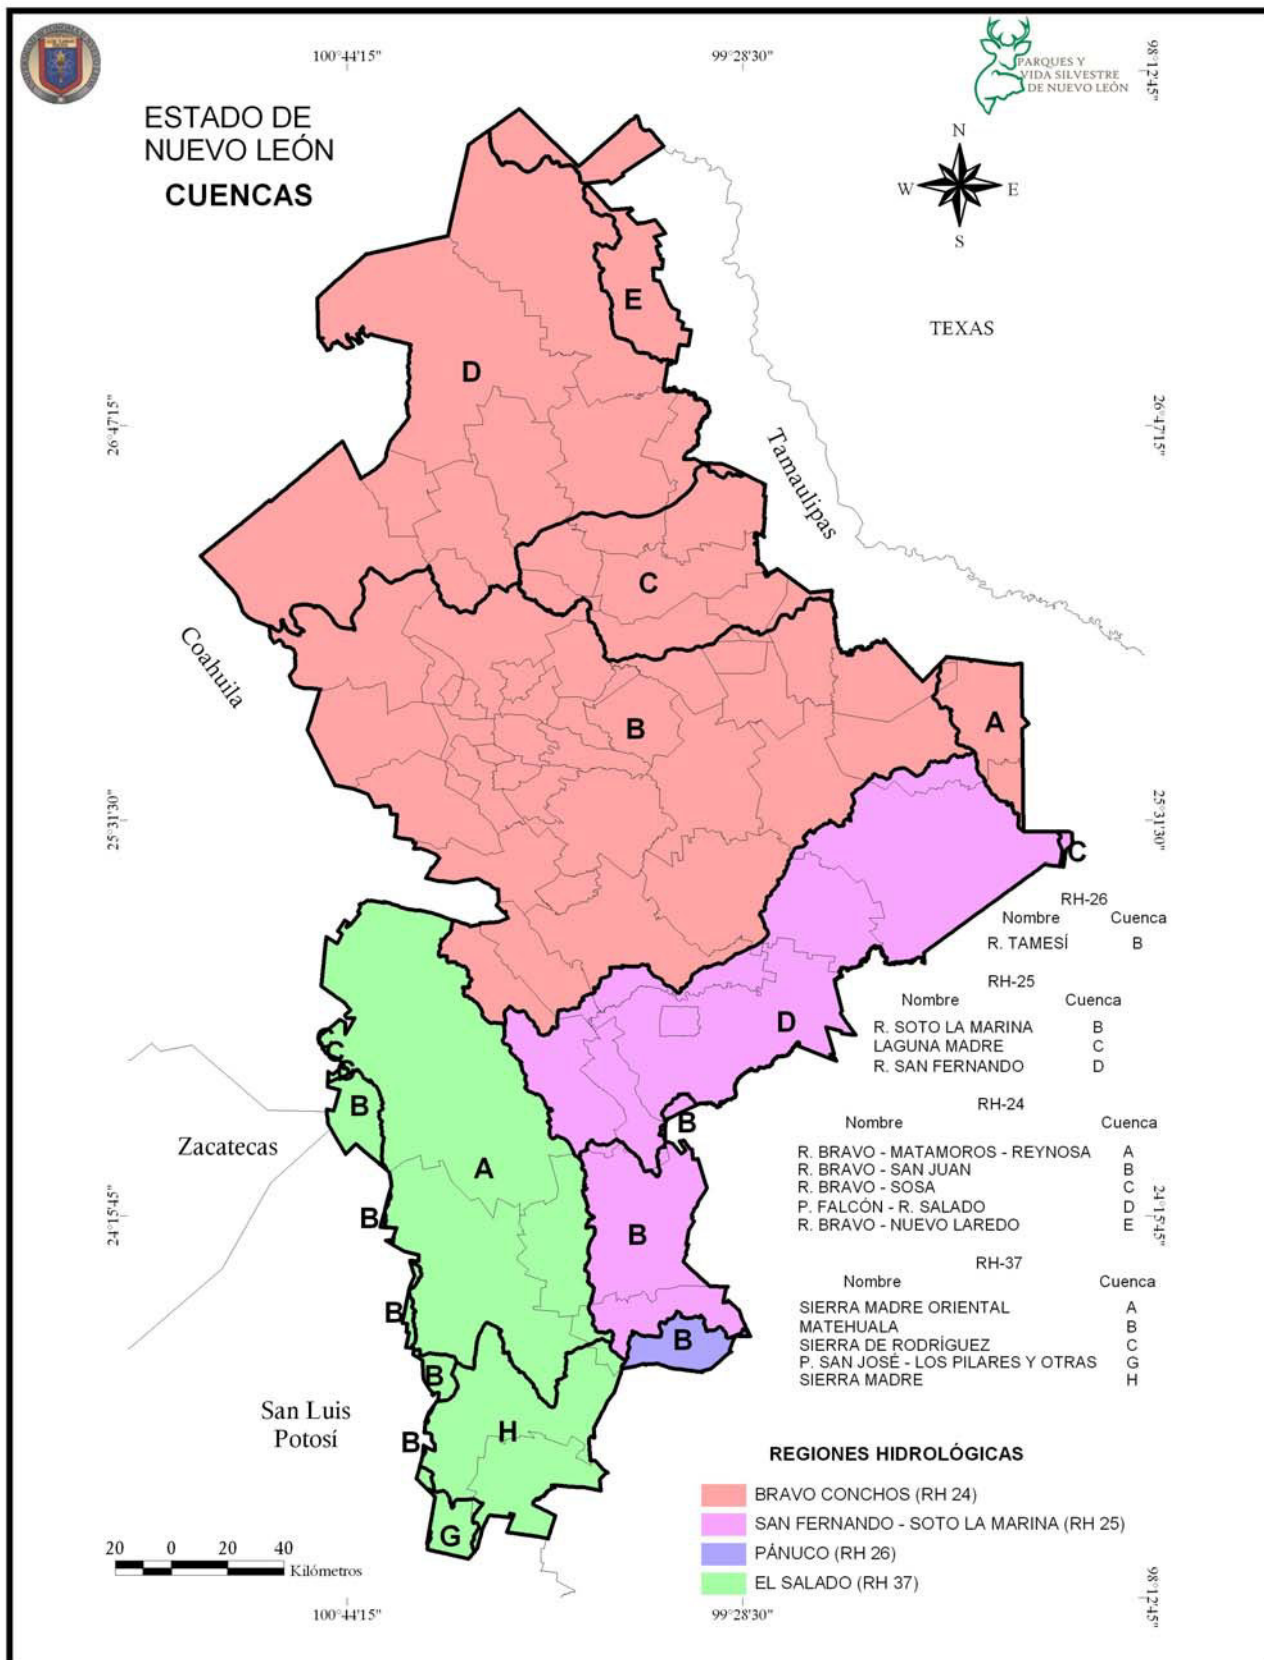 100°44'15"
99°28'30"
98°12'45"
PARQUES Y
VIDA SILVESTRE
DE NUEVO LEÓN
ESTADO DE
NUEVO LEÓN
CUENCAS
N
W E
S
E
TEXAS
D
26°47'15"
26°47'15"
Tamaulipas
C
Coahuila
B
A
25°31'30"
25°31'30"
C
RH-26
Nombre Cuenca
R. TAMESÍ B
RH-25
Nombre Cuenca
R. SOTO LA MARINA B
LAGUNA MADRE C
R. SAN FERNANDO D
D
C
C
B
B
Zacatecas
A
RH-24
Nombre Cuenca
R. BRAVO - MATAMOROS - REYNOSA A
R. BRAVO - SAN JUAN B
R. BRAVO - SOSA C
P. FALCÓN - R. SALADO D
R. BRAVO - NUEVO LAREDO E
24°15'45"
24°15'45"
B
B
RH-37
Nombre Cuenca
SIERRA MADRE ORIENTAL A
MATEHUALA B
SIERRA DE RODRÍGUEZ C
P. SAN JOSÉ - LOS PILARES Y OTRAS G
SIERRA MADRE H
B
B
B
San Luis
Potosí
B
H
G
REGIONES HIDROLÓGICAS
BRAVO CONCHOS (RH 24)
SAN FERNANDO - SOTO LA MARINA (RH 25)
PÁNUCO (RH 26)
EL SALADO (RH 37)
20 0 20 40
Kilómetros
100°44'15"
99°28'30"
98°12'45"